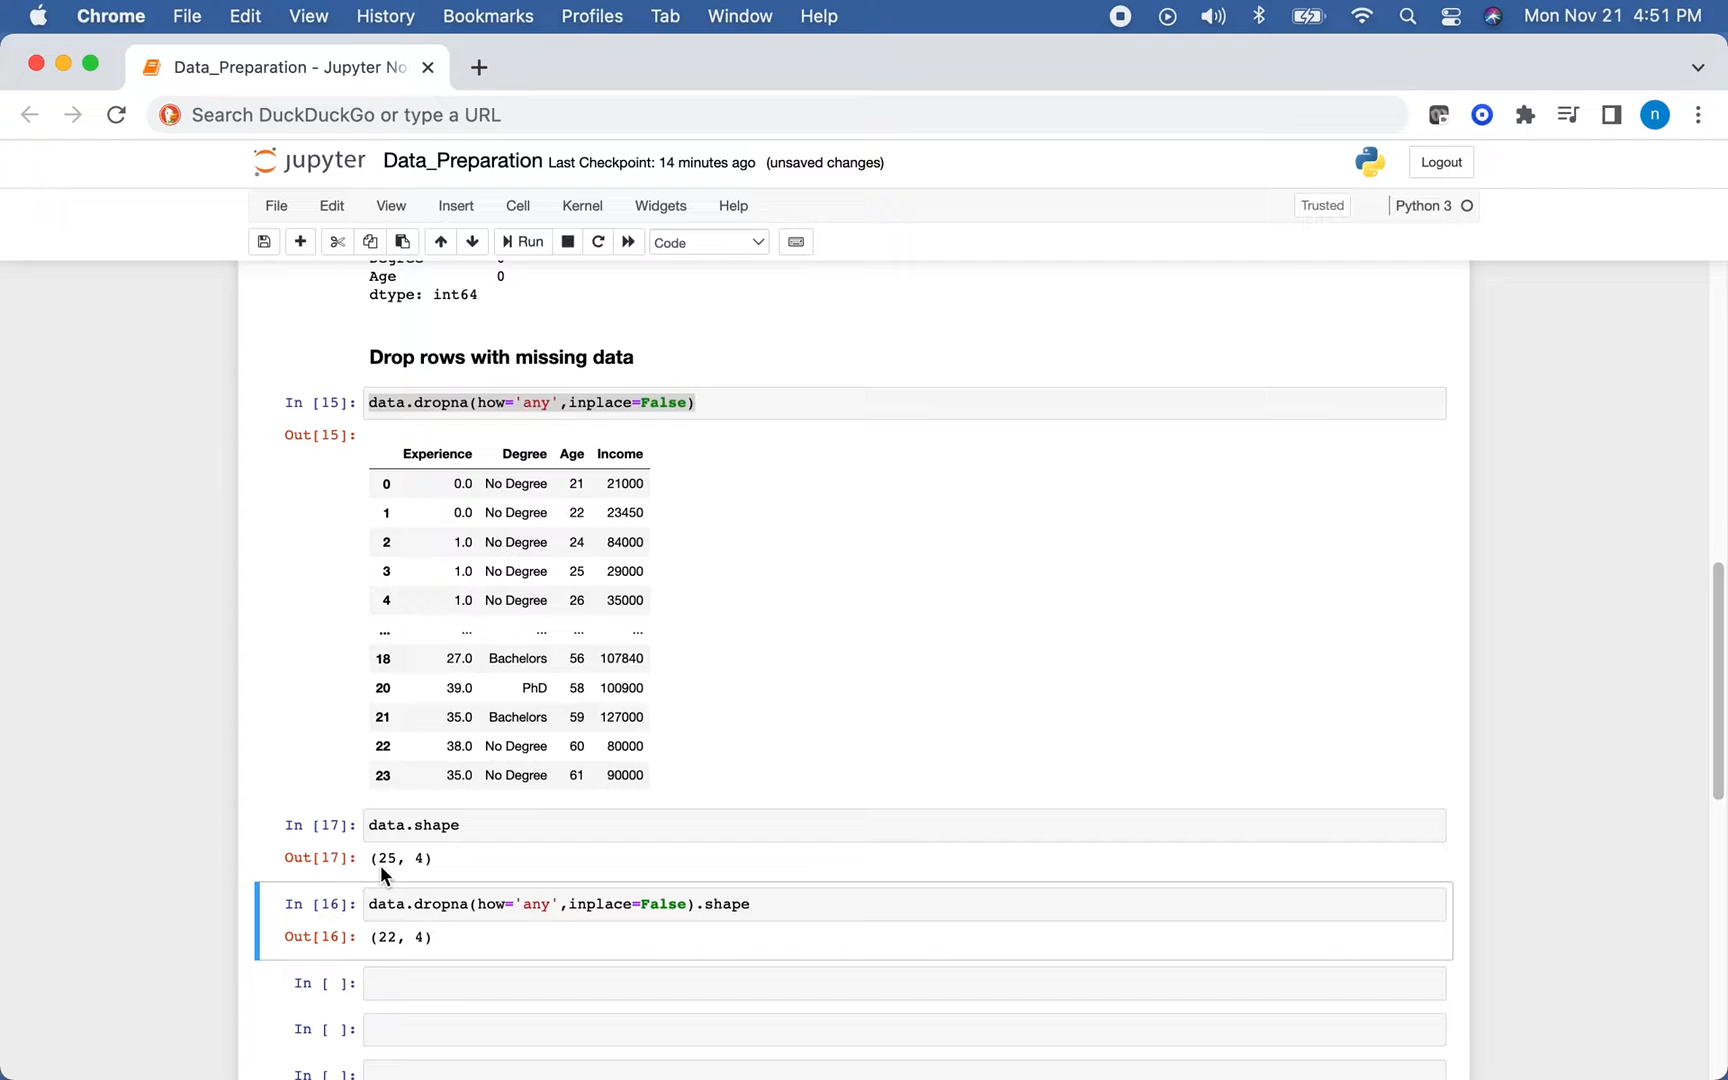 Chrome File Edit View History Bookmarks Profiles Tab Window Help Mon Nov 21 4:51 PM
Data_Preparation - Jupyter No
Search DuckDuckGo or type a URL
n
jupyter Data_Preparation Last Checkpoint: 14 minutes ago (unsaved changes) Logout
File Edit View Insert Cell Kernel Widgets Help Trusted Python 3
Run Code
Age 0
dtype: int64
Drop rows with missing data
In [15]: data.dropna(how='any',inplace=False)
Out[15]:
Experience Degree Age Income
0 0.0 No Degree 21 21000
1 0.0 No Degree 22 23450
2 1.0 No Degree 24 84000
3 1.0 No Degree 25 29000
4 1.0 No Degree 26 35000
... ... ... ... ...
18 27.0 Bachelors 56 107840
20 39.0 PhD 58 100900
21 35.0 Bachelors 59 127000
22 38.0 No Degree 60 80000
23 35.0 No Degree 61 90000
In [17]: data.shape
Out[17]: (25, 4)
In [16]: data.dropna(how='any',inplace=False).shape
Out[16]: (22, 4)
In [ ]:
In [ ]:
In [ ]: